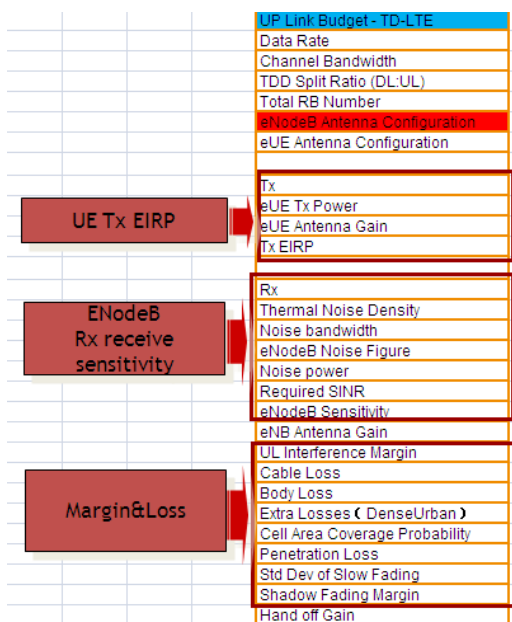 UP Link Budget - TD-LTE
Data Rate
Channel Bandwidth
TDD Split Ratio (DL:UL)
Total RB Number
eNodeB Antenna Configuration
eUE Antenna Configuration
UE Tx EIRP
Tx
eUE Tx Power
eUE Antenna Gain
Tx EIRP
ENodeB
Rx receive
sensitivity
Rx
Thermal Noise Density
Noise bandwidth
eNodeB Noise Figure
Noise power
Required SINR
eNodeB Sensitivity
eNB Antenna Gain
Margin&Loss
UL Interference Margin
Cable Loss
Body Loss
Extra Losses（DenseUrban）
Cell Area Coverage Probability
Penetration Loss
Std Dev of Slow Fading
Shadow Fading Margin
Hand off Gain